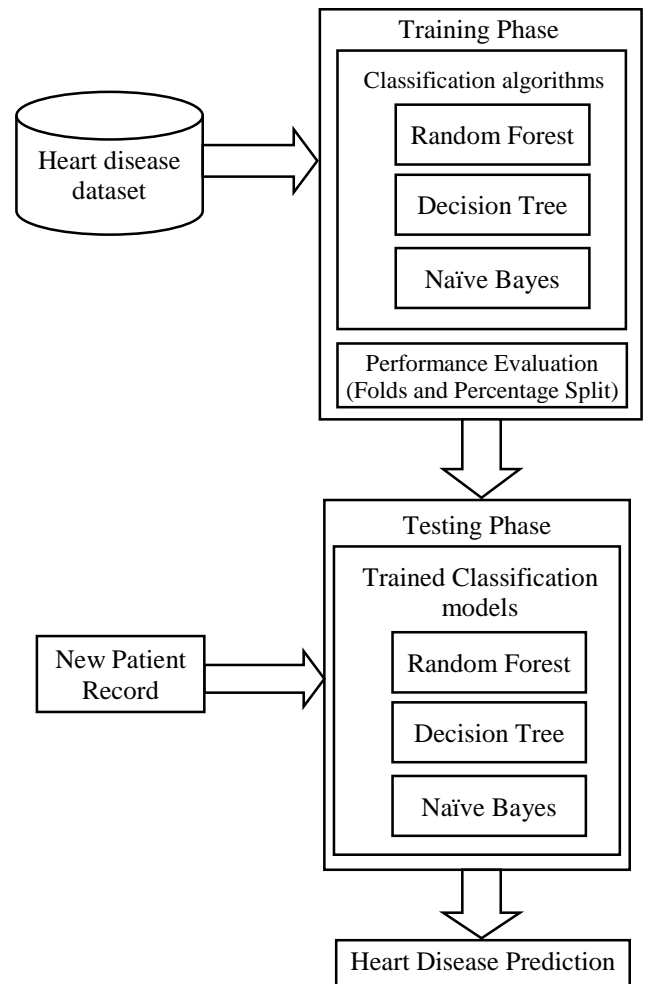 Training Phase
Classification algorithms
Random Forest
Decision Tree
Naïve Bayes
Performance Evaluation
(Folds and Percentage Split)
Heart disease
dataset
Testing Phase
Trained Classification
models
Random Forest
Decision Tree
Naïve Bayes
New Patient
Record
Heart Disease Prediction